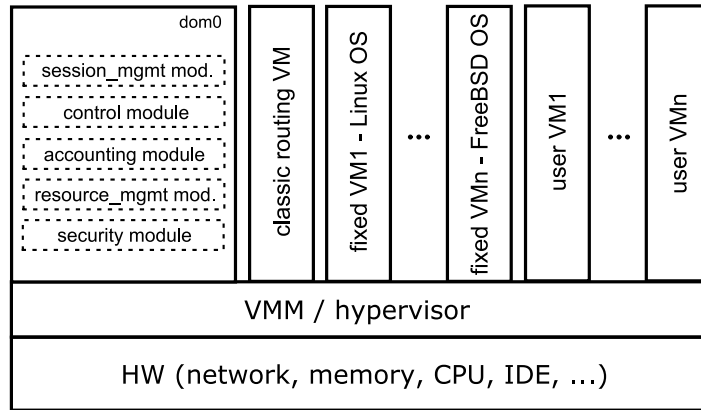 dom0
session_mgmt mod.
control module
accounting module
resource_mgmt mod.
security module
classic routing VM
fixed VM1 - Linux OS
...
fixed VMn - FreeBSD OS
user VM1
...
user VMn
VMM / hypervisor
HW (network, memory, CPU, IDE, ...)